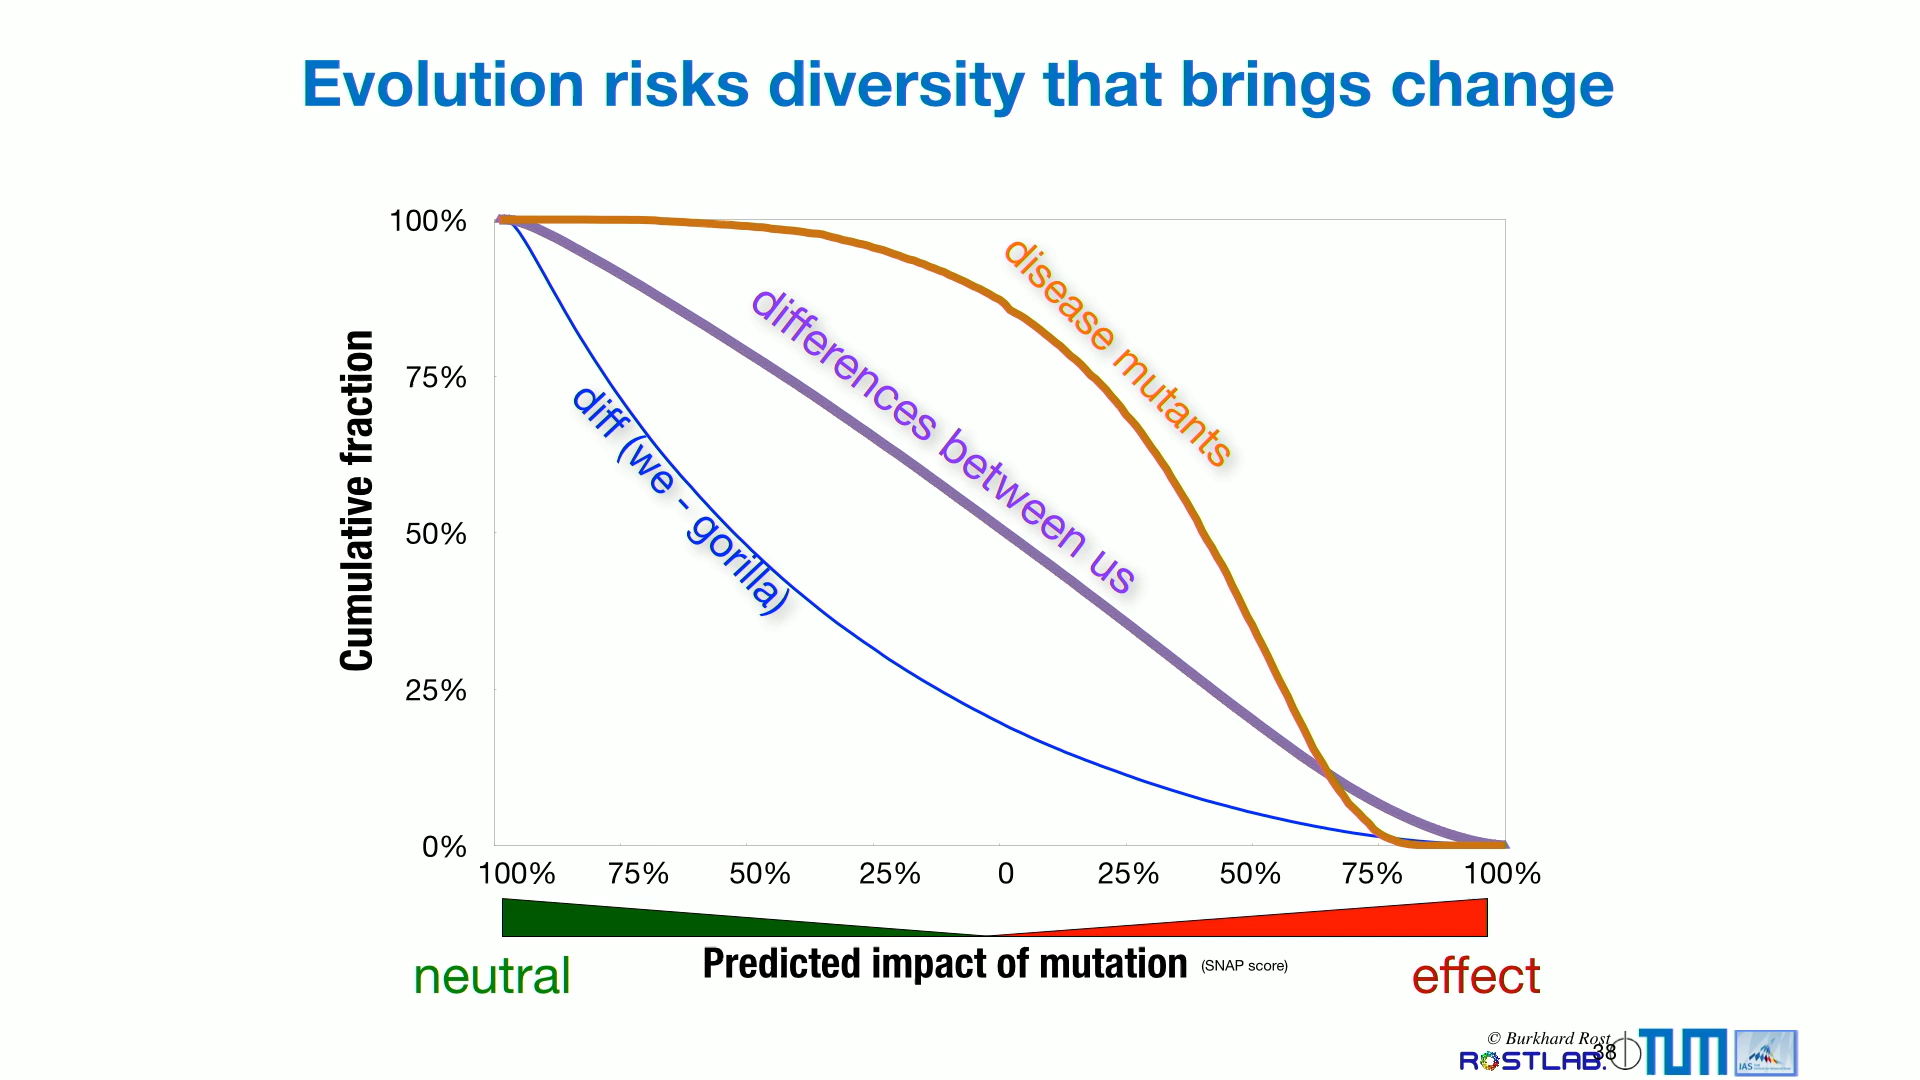 Evolution risks diversity that brings change
100%
75%
50%
25%
0%
Cumulative fraction
disease mutants
differences between us
diff (we - gorilla)
100% 75% 50% 25% 0 25% 50% 75% 100%
Predicted impact of mutation (SNAP score)
neutral
effect
© Burkhard Rost
ROSTLAB.
38
TUM
IAS